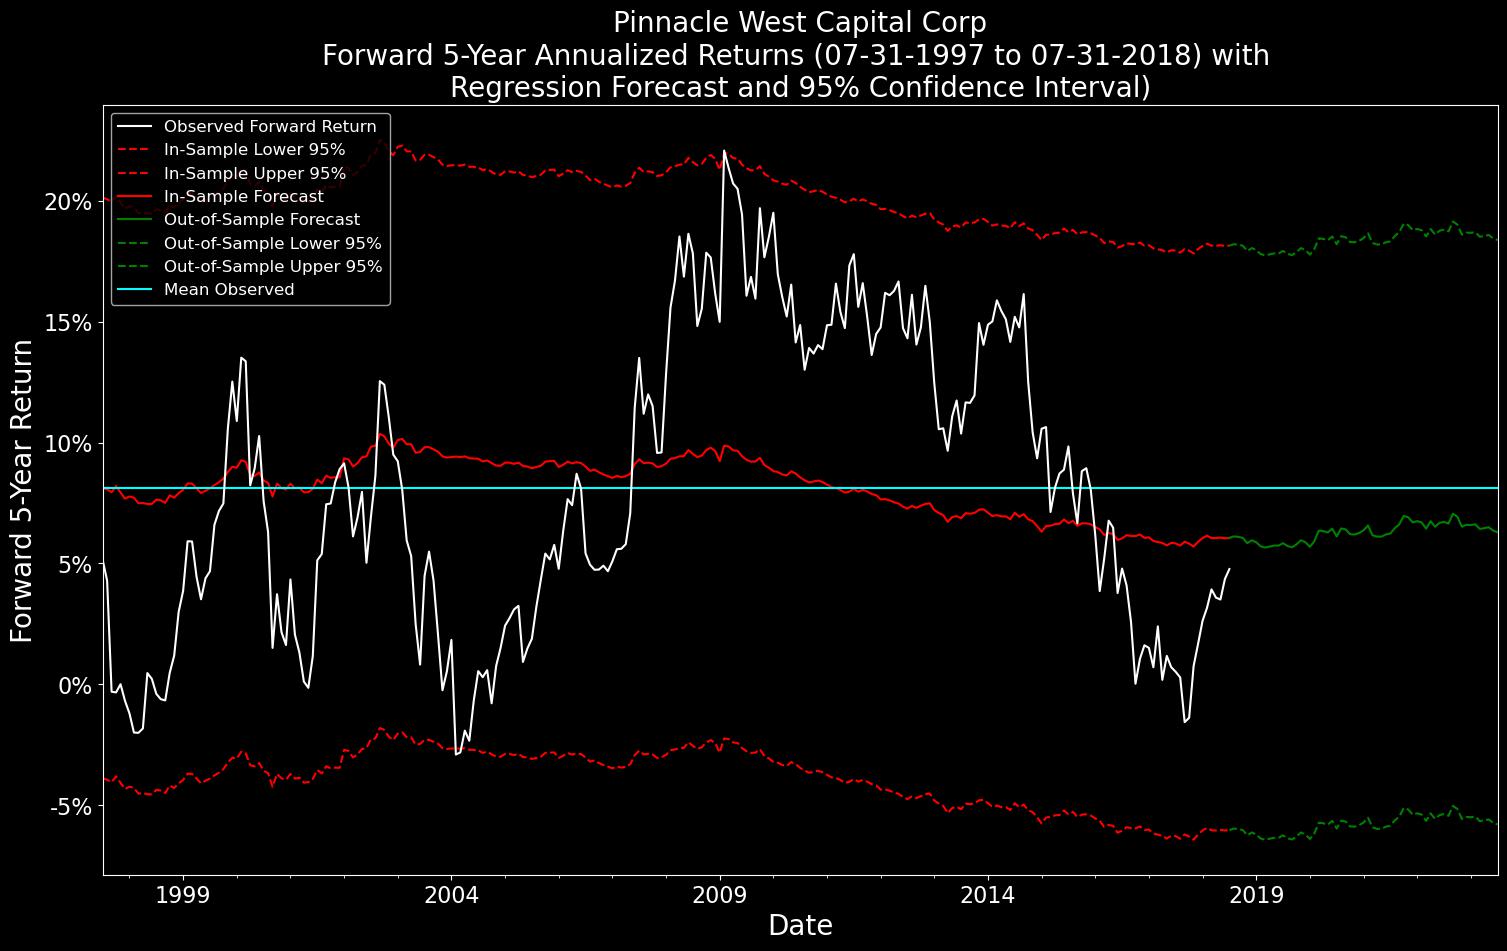 Pinnacle West Capital Corp
Forward 5-Year Annualized Returns (07-31-1997 to 07-31-2018) with
Regression Forecast and 95% Confidence Interval)
Observed Forward Return
In-Sample Lower 95%
In-Sample Upper 95%
In-Sample Forecast
Out-of-Sample Forecast
Out-of-Sample Lower 95%
Out-of-Sample Upper 95%
Mean Observed
Forward 5-Year Return
20%
15%
10%
5%
0%
-5%
1999
2004
2009
2014
2019
Date